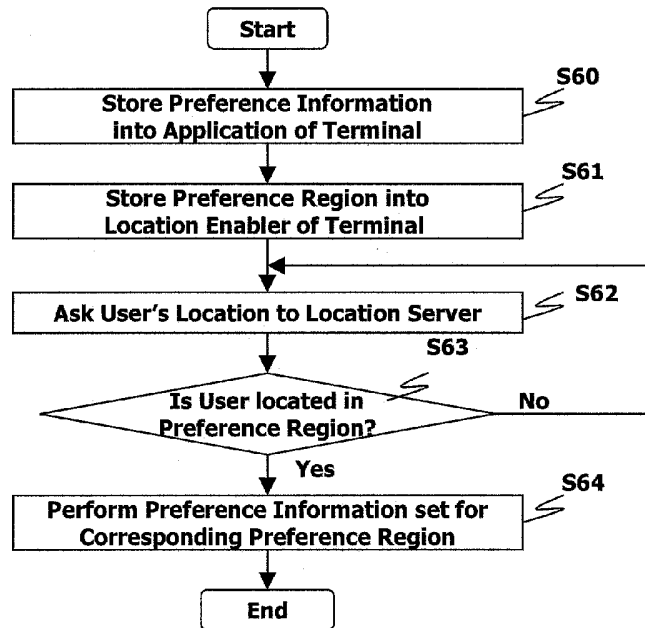 Start
S60
Store Preference Information
into Application of Terminal
S61
Store Preference Region into
Location Enabler of Terminal
S62
Ask User's Location to Location Server
S63
Is User located in
Preference Region?
No
Yes
S64
Perform Preference Information set for
Corresponding Preference Region
End